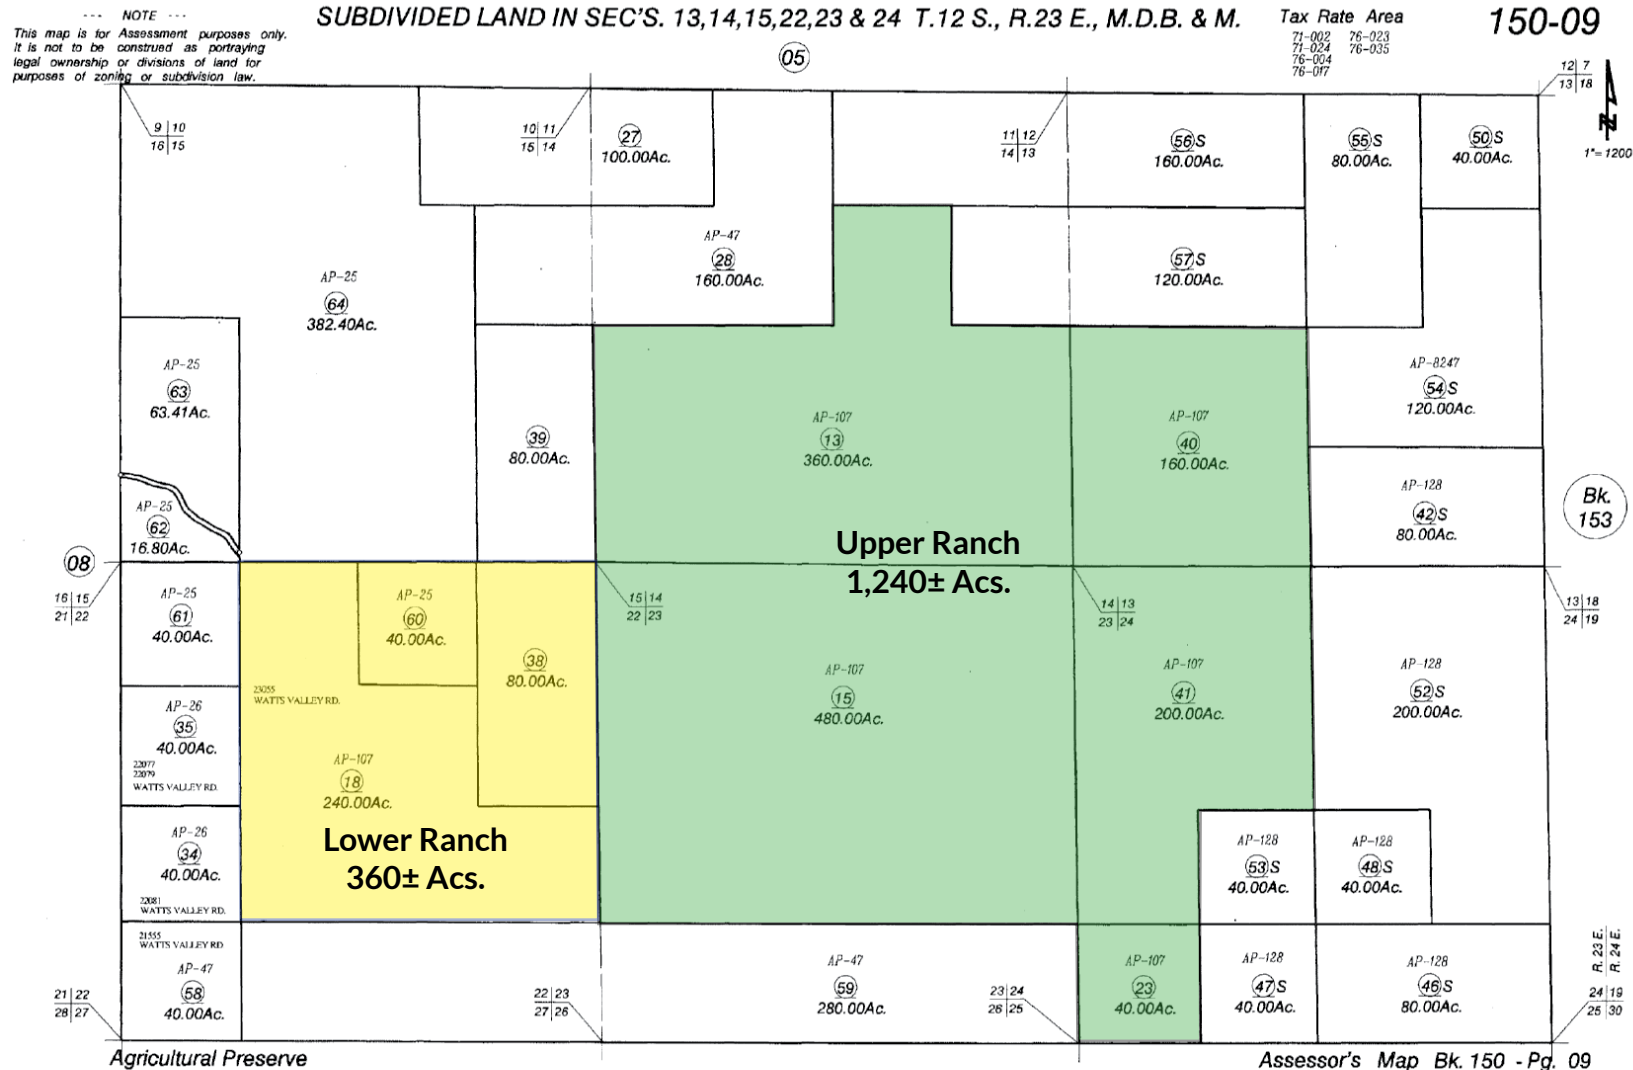 --- NOTE ---
This map is for Assessment purposes only.
It is not to be construed as portraying
legal ownership or divisions of land for
purposes of zoning or subdivision law.
SUBDIVIDED LAND IN SEC'S. 13,14,15,22,23 & 24 T.12 S., R.23 E., M.D.B. & M.
05
Tax Rate Area
71-002 76-023
71-024 76-035
76-004
76-017
150-09
12 7
13 18
N
1"=1200
9 10
16 15
10 11
15 14
27
100.00Ac.
11 12
14 13
56 S
160.00Ac.
55 S
80.00Ac.
50 S
40.00Ac.
AP-47
28
160.00Ac.
57 S
120.00Ac.
AP-25
64
382.40Ac.
AP-25
63
63.41Ac.
39
80.00Ac.
AP-107
13
360.00Ac.
AP-107
40
160.00Ac.
AP-8247
54 S
120.00Ac.
AP-128
42 S
80.00Ac.
Bk.
153
AP-25
62
16.80Ac.
08
Upper Ranch
1,240± Acs.
16 15
21 22
AP-25
61
40.00Ac.
AP-25
60
40.00Ac.
38
80.00Ac.
15 14
22 23
14 13
23 24
13 18
24 19
23055
WATTS VALLEY RD.
AP-107
15
480.00Ac.
AP-107
41
200.00Ac.
AP-128
52 S
200.00Ac.
AP-26
35
40.00Ac.
22077
22079
WATTS VALLEY RD.
AP-107
18
240.00Ac.
Lower Ranch
360± Acs.
AP-26
34
40.00Ac.
22081
WATTS VALLEY RD.
AP-128
53 S
40.00Ac.
AP-128
48 S
40.00Ac.
21555
WATTS VALLEY RD
AP-47
58
40.00Ac.
AP-47
59
280.00Ac.
AP-107
23
40.00Ac.
AP-128
47 S
40.00Ac.
AP-128
46 S
80.00Ac.
R. 23 E.
R. 24 E.
21 22
28 27
22 23
27 26
23 24
26 25
24 19
25 30
Agricultural Preserve
Assessor's Map Bk. 150 - Pg. 09